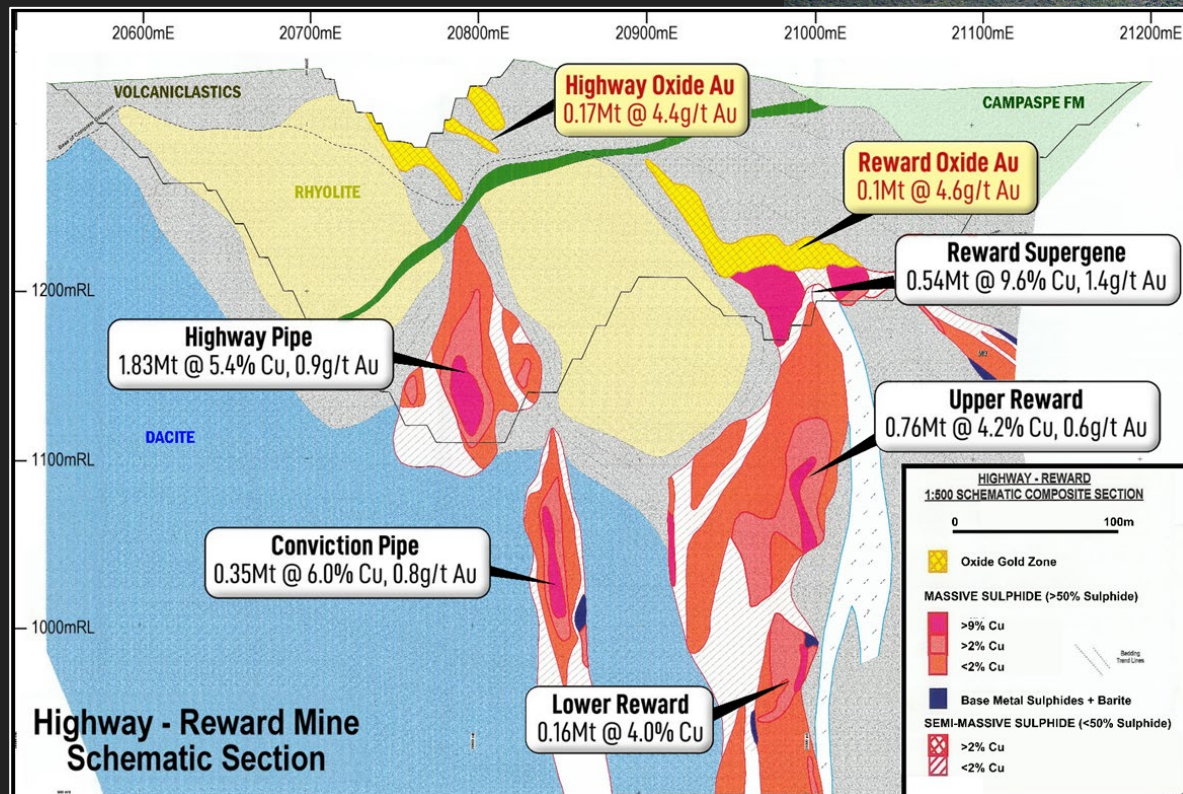 20600mE 20700mE 20800mE 20900mE 21000mE 21100mE 21200mE
VOLCANICLASTICS
Highway Oxide Au
0.17Mt @ 4.4g/t Au
CAMPASPE FM
Base of Complete Oxidation
RHYOLITE
Reward Oxide Au
0.1Mt @ 4.6g/t Au
Reward Supergene
0.54Mt @ 9.6% Cu, 1.4g/t Au
1200mRL
Highway Pipe
1.83Mt @ 5.4% Cu, 0.9g/t Au
Upper Reward
0.76Mt @ 4.2% Cu, 0.6g/t Au
DACITE
1100mRL
Conviction Pipe
0.35Mt @ 6.0% Cu, 0.8g/t Au
1000mRL
Lower Reward
0.16Mt @ 4.0% Cu
Highway - Reward Mine
Schematic Section
HIGHWAY - REWARD
1:500 SCHEMATIC COMPOSITE SECTION
0 100m
Oxide Gold Zone
MASSIVE SULPHIDE (>50% Sulphide)
>9% Cu
>2% Cu
<2% Cu
Bedding
Trend Lines
Base Metal Sulphides + Barite
SEMI-MASSIVE SULPHIDE (<50% Sulphide)
>2% Cu
<2% Cu